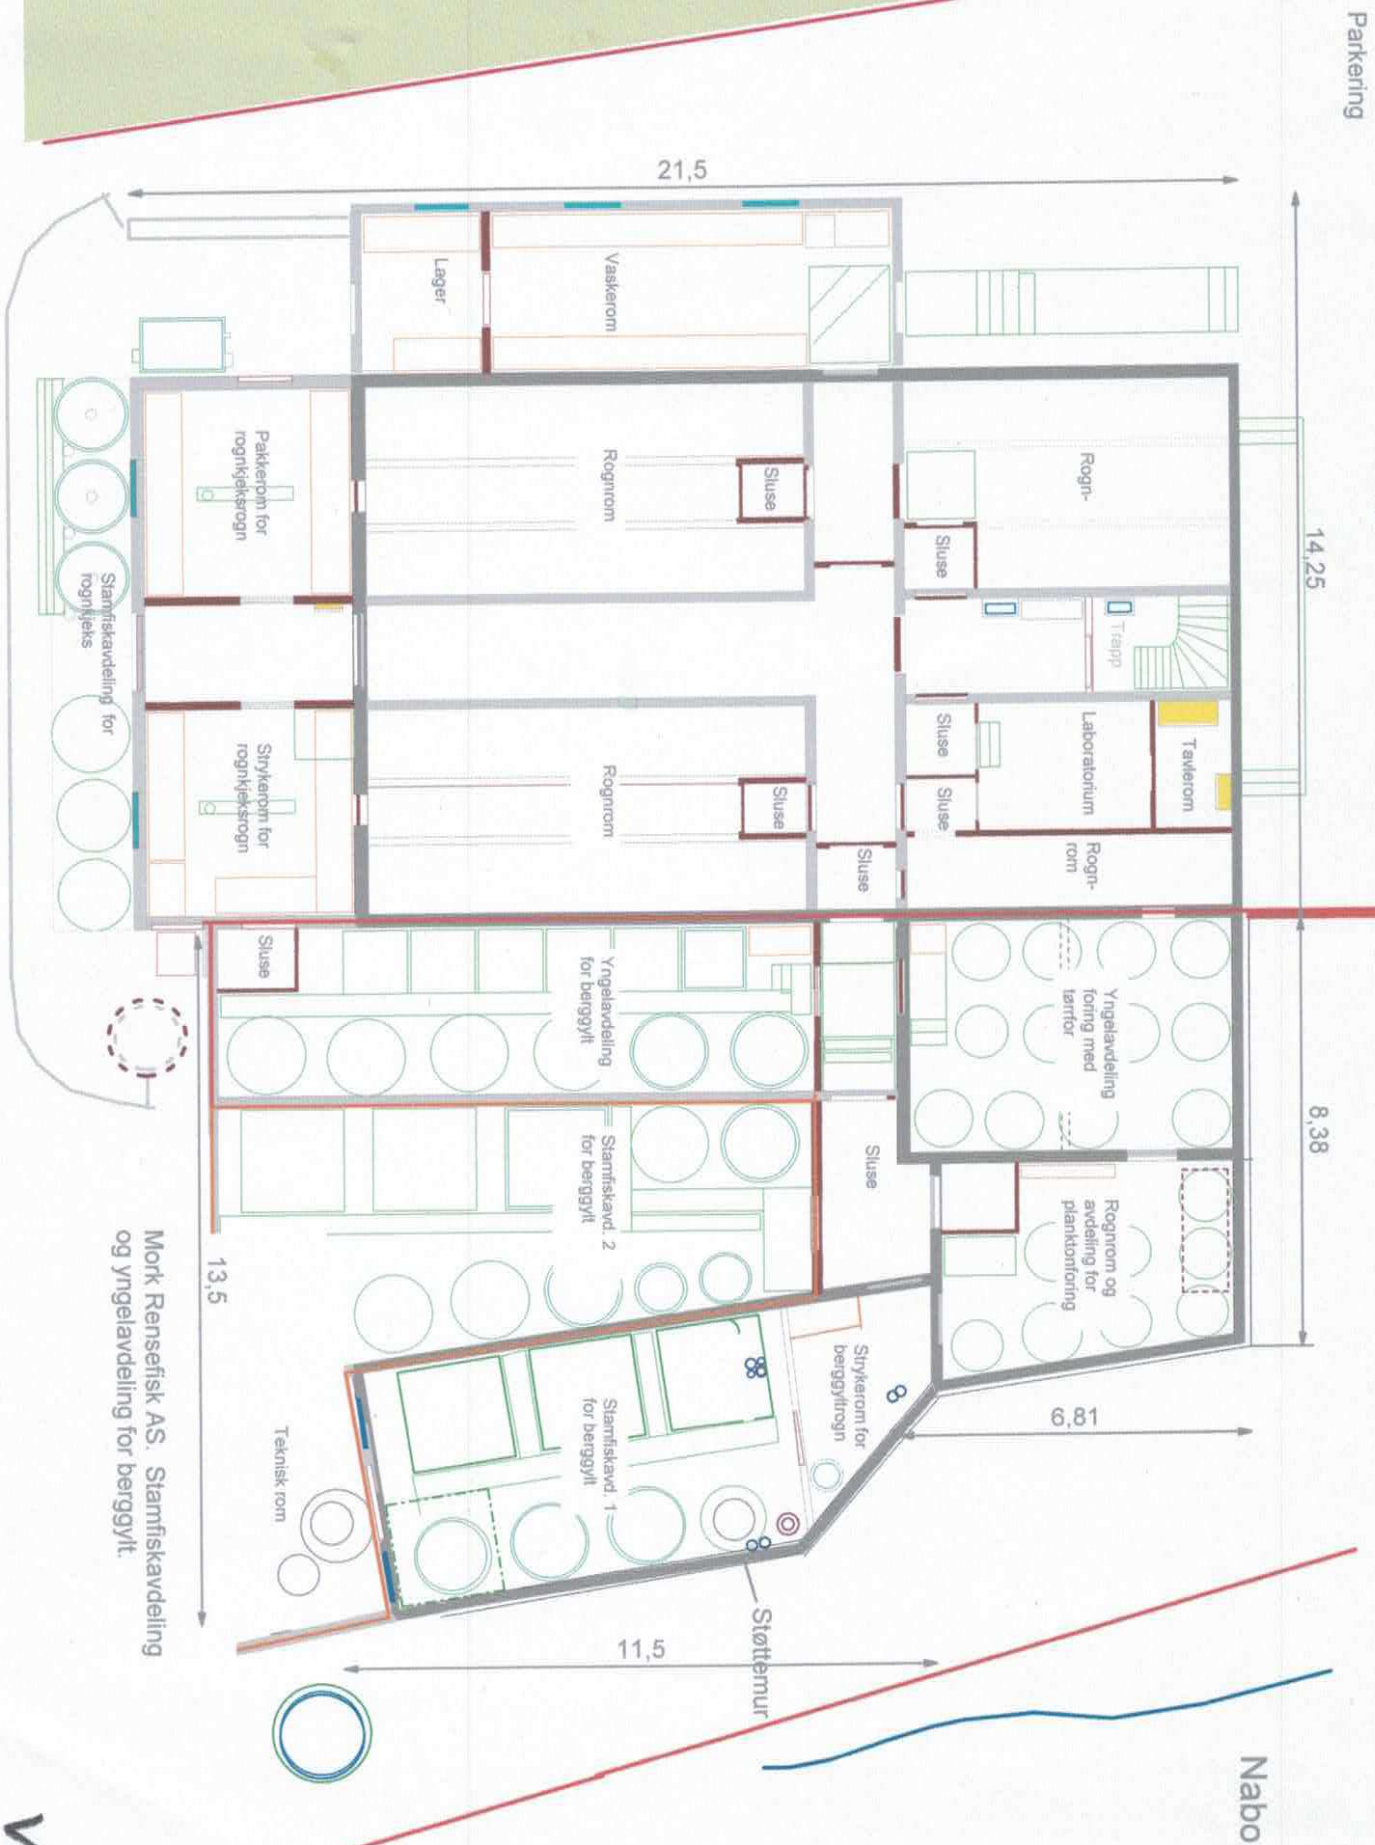 Parkering
21,5
14,25
8,38
6,81
11,5
13,5
Lager
Vaskerom
Pakkerom for
rognkjeksrogn
Rognrom
Sluse
Rogn-
Sluse
Trapp
Stamfiskavdeling for
rognkjeks
Strykerom for
rognkjeksrogn
Rognrom
Sluse
Sluse
Sluse
Sluse
Laboratorium
Tavlerom
Rogn-
rom
Sluse
Yngelavdeling
for berggylt
Yngelavdeling
foring med
tørrfor
Stamfiskavd. 2
for berggylt
Sluse
Rognrom og
avdeling for
planktonforing
Strykerom for
berggyltrogn
Stamfiskavd. 1
for berggylt
Teknisk rom
Støttemur
Nabo
Mork Rensefisk AS. Stamfiskavdeling
og yngelavdeling for berggylt.